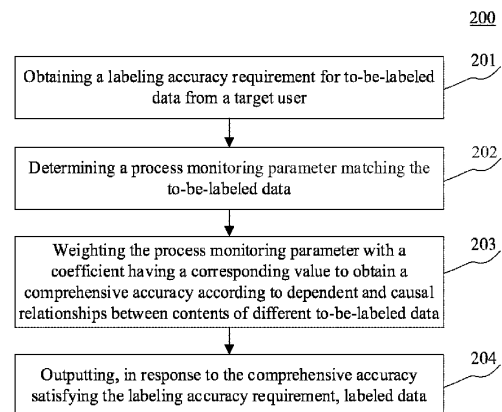 200
201
Obtaining a labeling accuracy requirement for to-be-labeled
data from a target user
202
Determining a process monitoring parameter matching the
to-be-labeled data
203
Weighting the process monitoring parameter with a
coefficient having a corresponding value to obtain a
comprehensive accuracy according to dependent and causal
relationships between contents of different to-be-labeled data
204
Outputting, in response to the comprehensive accuracy
satisfying the labeling accuracy requirement, labeled data